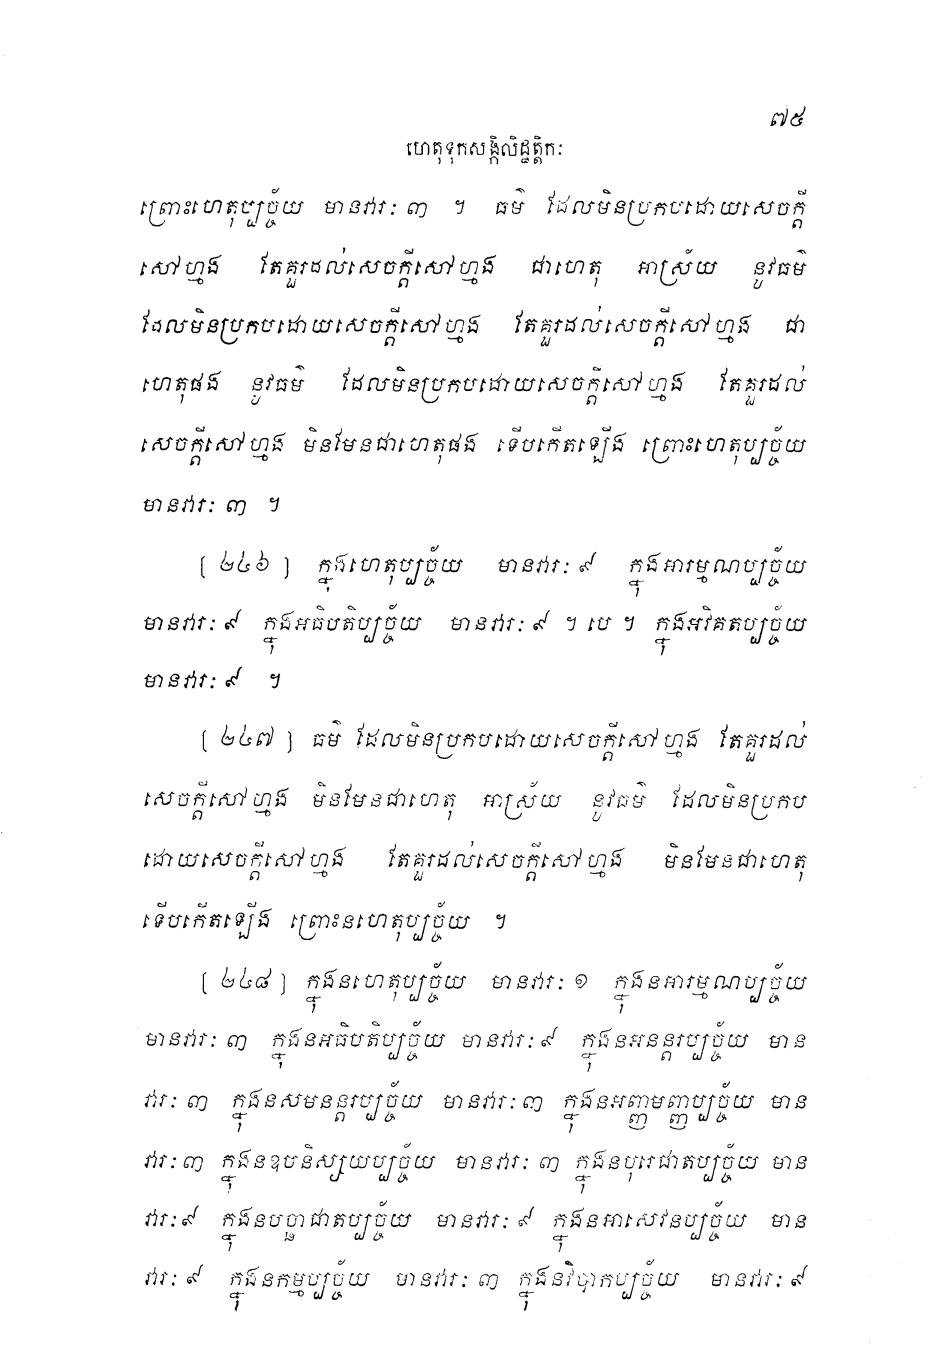 ៧៥
ហេតុទុកសង្កិលិដ្ឋត្តិកៈ
ព្រោះហេតុប្បច្ច័យ មានវារៈ ៣ ។ ធម៌ ដែលមិនប្រកបដោយសេចក្តី
សៅហ្មង តែគួរដល់សេចក្តីសៅហ្មង ជាហេតុ អាស្រ័យ នូវធម៌
ដែលមិនប្រកបដោយសេចក្តីសៅហ្មង តែគួរដល់សេចក្តីសៅហ្មង ជា
ហេតុផង នូវធម៌ ដែលមិនប្រកបដោយសេចក្តីសៅហ្មង តែគួរដល់
សេចក្តីសៅហ្មង មិនមែនជាហេតុផង ទើបកើតឡើង ព្រោះហេតុប្បច្ច័យ
មានវារៈ ៣ ។
[ ២៤៦ ] ក្នុងហេតុប្បច្ច័យ មានវារៈ ៩ ក្នុងអារម្មណប្បច្ច័យ
មានវារៈ ៩ ក្នុងអធិបតិប្បច្ច័យ មានវារៈ ៩ ។ បេ ។ ក្នុងអវិគតប្បច្ច័យ
មានវារៈ ៩ ។
[ ២៤៧ ] ធម៌ ដែលមិនប្រកបដោយសេចក្តីសៅហ្មង តែគួរដល់
សេចក្តីសៅហ្មង មិនមែនជាហេតុ អាស្រ័យ នូវធម៌ ដែលមិនប្រកប
ដោយសេចក្តីសៅហ្មង តែគួរដល់សេចក្តីសៅហ្មង មិនមែនជាហេតុ
ទើបកើតឡើង ព្រោះនហេតុប្បច្ច័យ ។
[ ២៤៨ ] ក្នុងនហេតុប្បច្ច័យ មានវារៈ ១ ក្នុងនអារម្មណប្បច្ច័យ
មានវារៈ ៣ ក្នុងនអធិបតិប្បច្ច័យ មានវារៈ ៩ ក្នុងនអនន្តរប្បច្ច័យ មាន
វារៈ ៣ ក្នុងនសមនន្តរប្បច្ច័យ មានវារៈ ៣ ក្នុងនអញ្ញាមញ្ញប្បច្ច័យ មាន
វារៈ ៣ ក្នុងនឧបនិស្សយប្បច្ច័យ មានវារៈ ៣ ក្នុងនបុរេជាតប្បច្ច័យ មាន
វារៈ ៩ ក្នុងនបច្ឆាជាតប្បច្ច័យ មានវារៈ ៩ ក្នុងនអាសេវនប្បច្ច័យ មាន
វារៈ ៩ ក្នុងនកម្មប្បច្ច័យ មានវារៈ ៣ ក្នុងនវិបាកប្បច្ច័យ មានវារៈ ៩